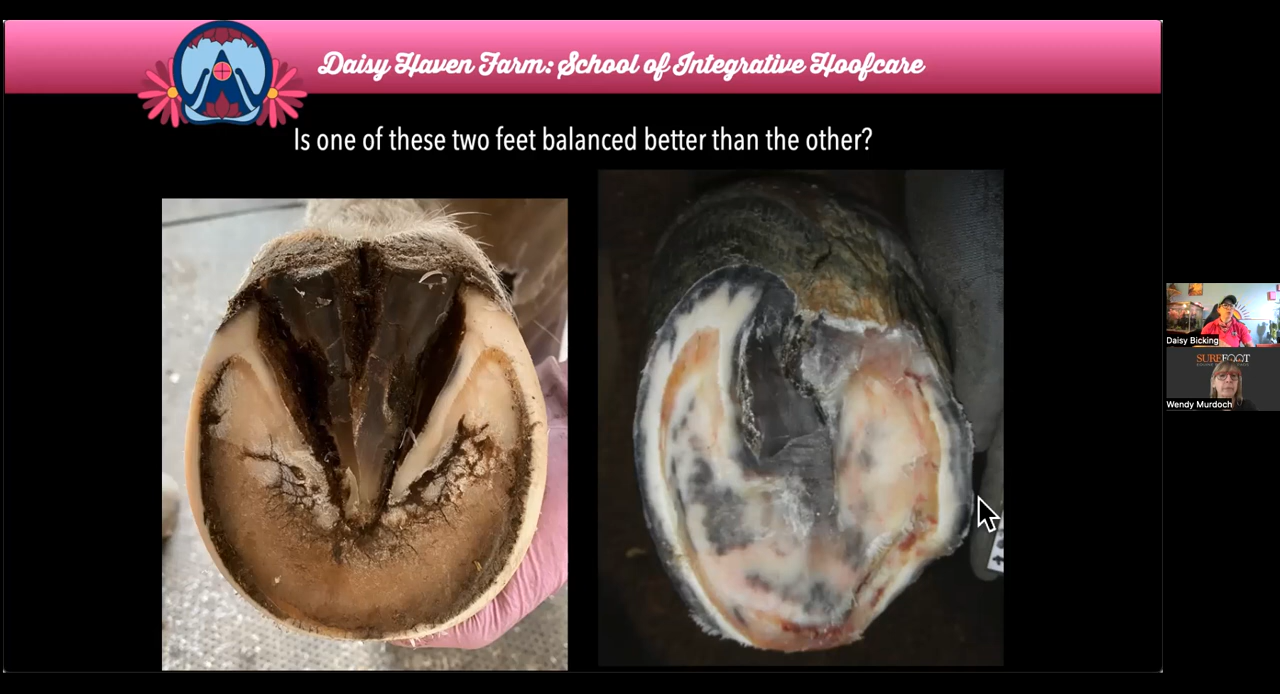 Daisy Haven Farm: School of Integrative Hoofcare
Is one of these two feet balanced better than the other?
Daisy Bicking
SUREFOOT
Wendy Murdoch